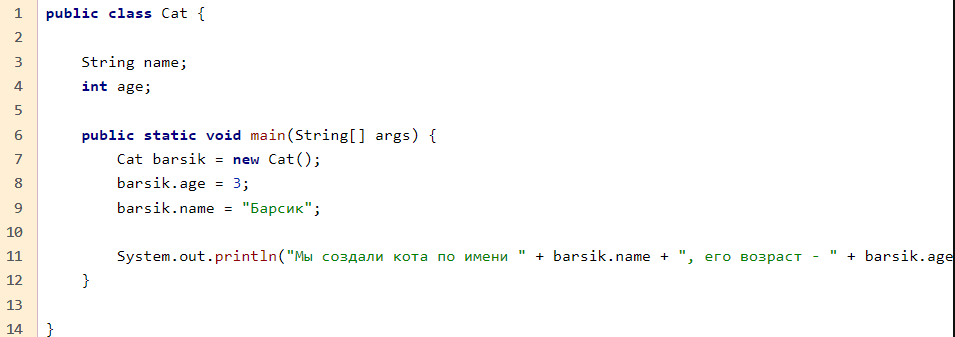 1 public class Cat {
2
3 String name;
4 int age;
5
6 public static void main(String[] args) {
7 Cat barsik = new Cat();
8 barsik.age = 3;
9 barsik.name = "Барсик";
10
11 System.out.println("Мы создали кота по имени " + barsik.name + ", его возраст - " + barsik.age
12 }
13
14 }